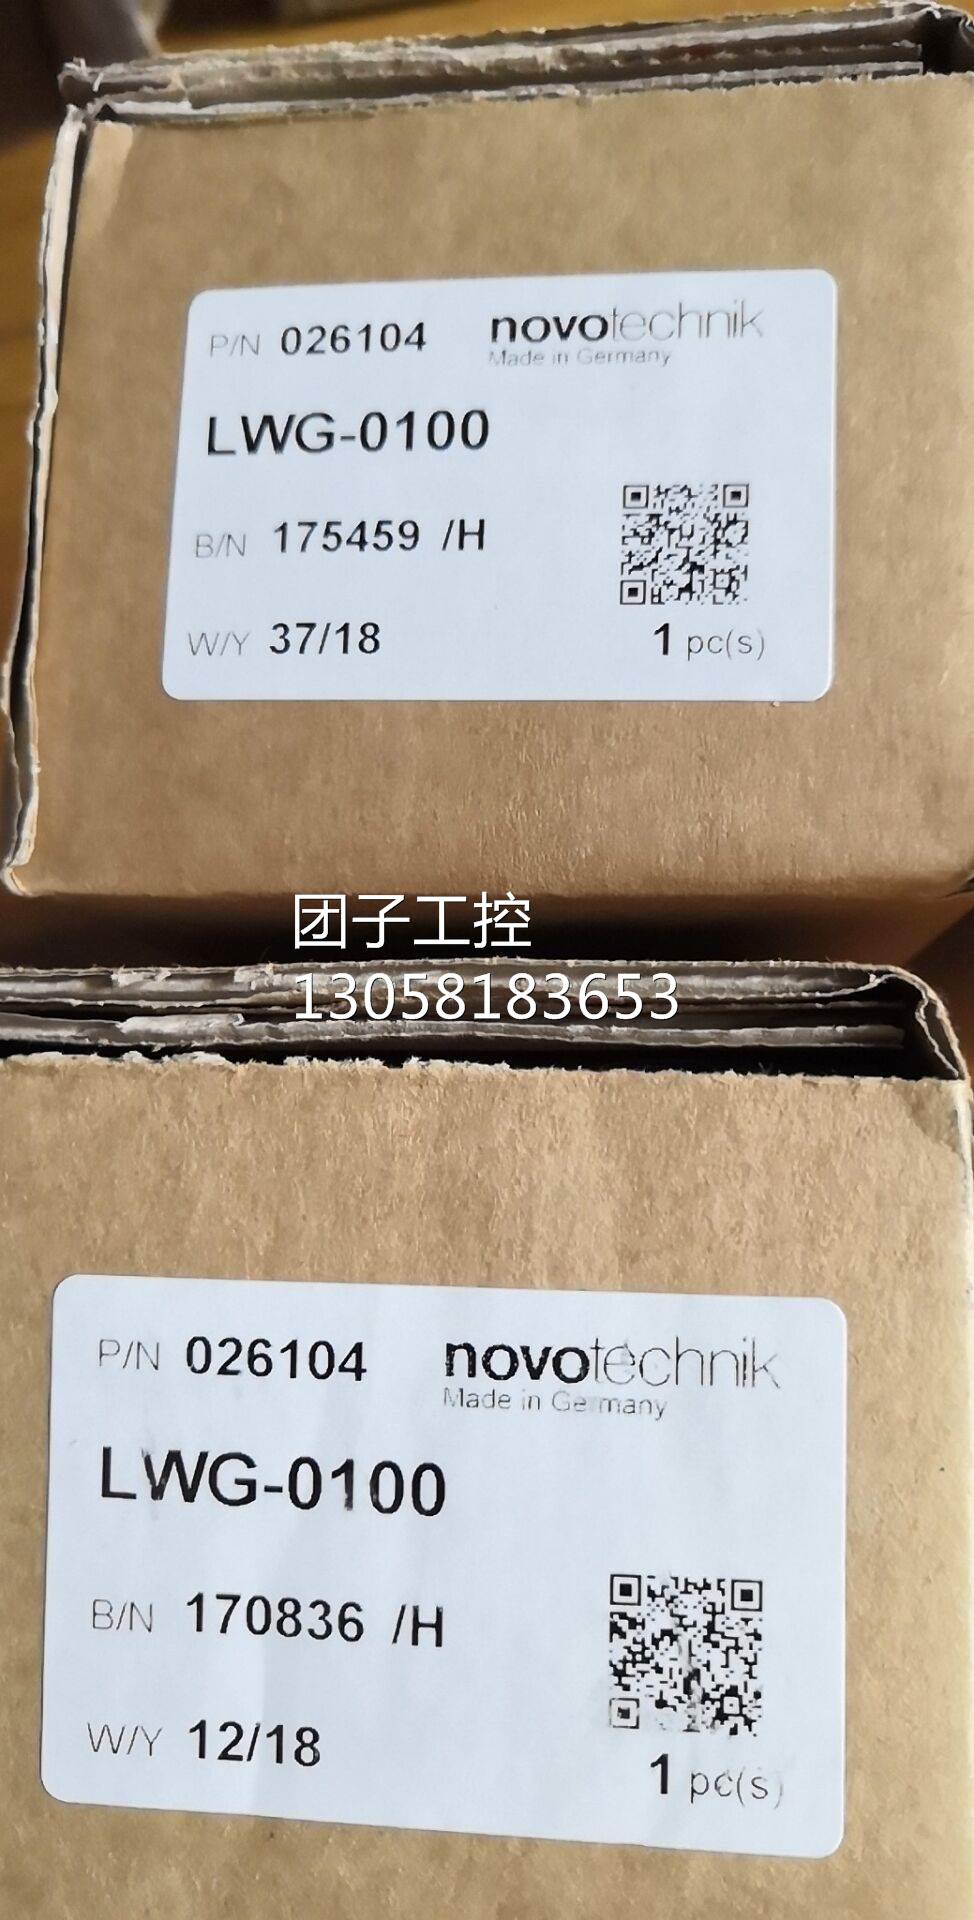 P/N 026104 novotechnik
Made in Germany
LWG-0100
B/N 175459 /H
W/Y 37/18
1 pc(s)
团子工控
13058183653
P/N 026104 novotechnik
Made in Germany
LWG-0100
B/N 170836 /H
W/Y 12/18
1 pc(s)